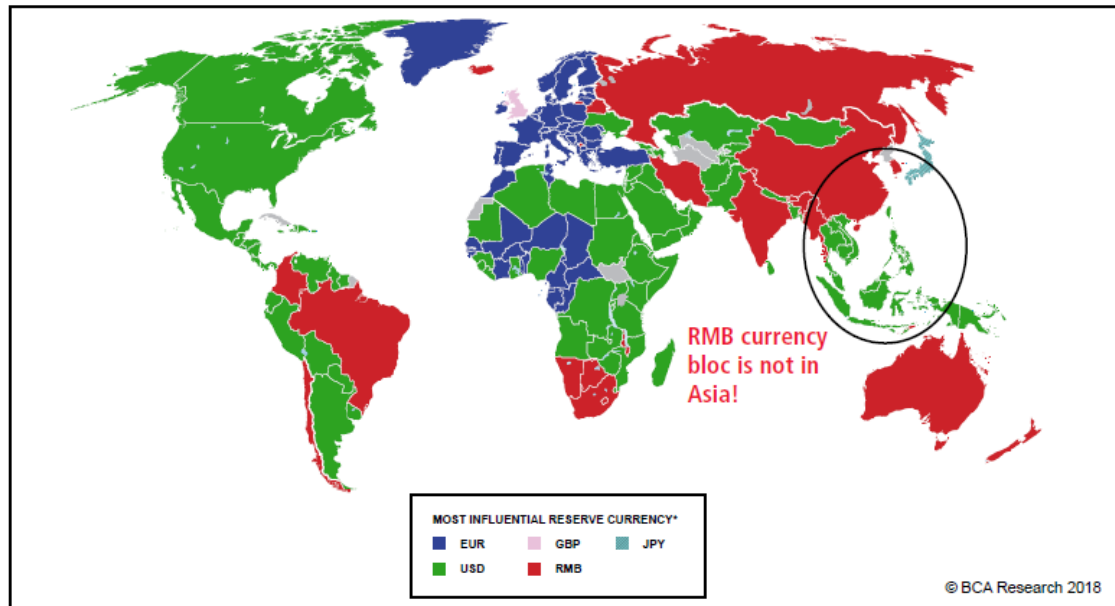 RMB currency
bloc is not in
Asia!
MOST INFLUENTIAL RESERVE CURRENCY*
EUR GBP JPY
USD RMB
© BCA Research 2018